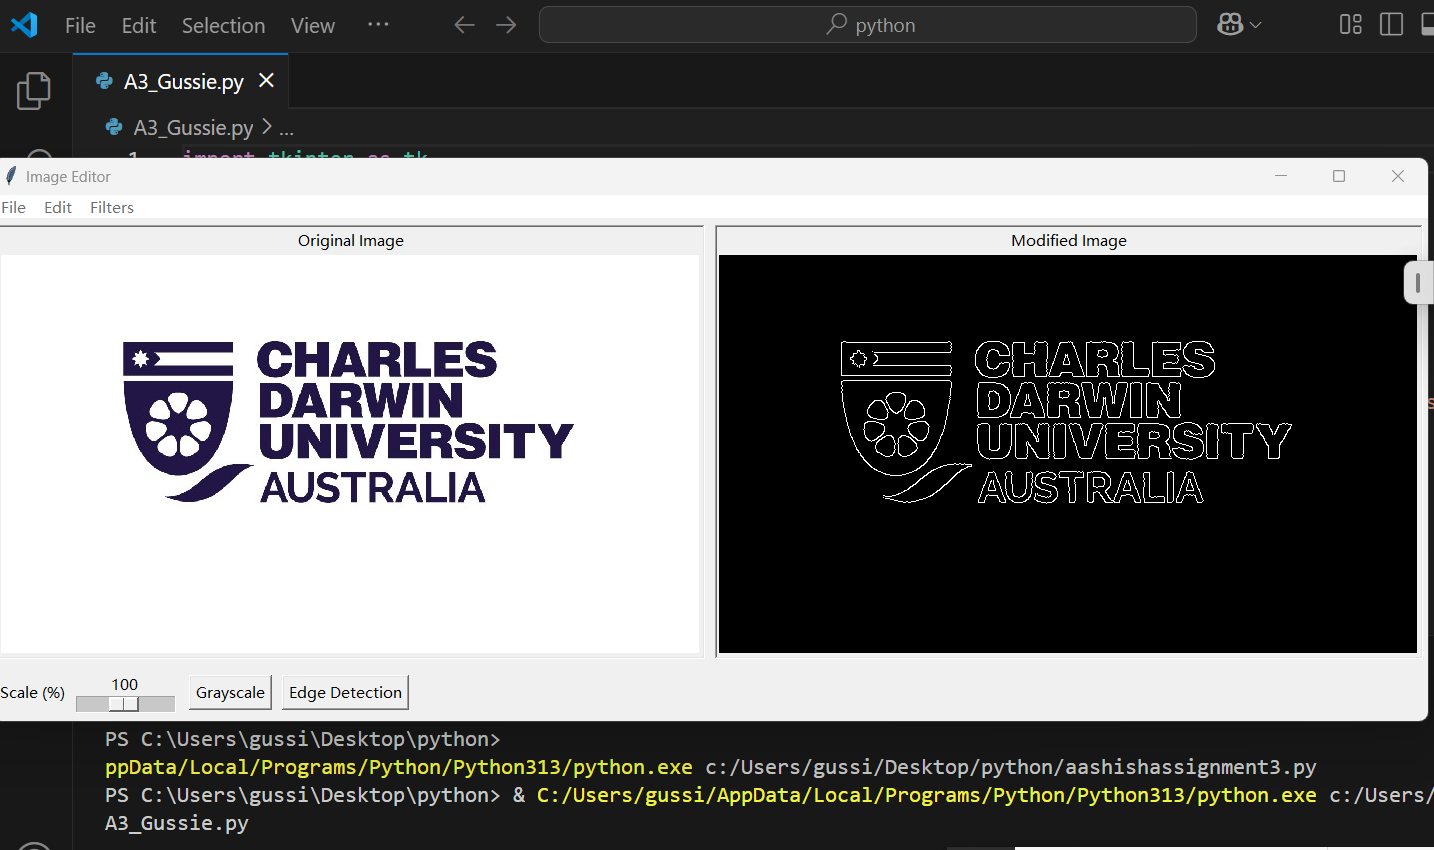 File Edit Selection View ··· python
A3_Gussie.py
A3_Gussie.py > ...
1 import tkinter as tk
Image Editor
File Edit Filters
Original Image
Modified Image
CHARLES
DARWIN
UNIVERSITY
AUSTRALIA
CHARLES
DARWIN
UNIVERSITY
AUSTRALIA
100
Scale (%) Grayscale Edge Detection
PS C:\Users\gussi\Desktop\python>
ppData/Local/Programs/Python/Python313/python.exe c:/Users/gussi/Desktop/python/aashishassignment3.py
PS C:\Users\gussi\Desktop\python> & C:/Users/gussi/AppData/Local/Programs/Python/Python313/python.exe c:/Users/
A3_Gussie.py